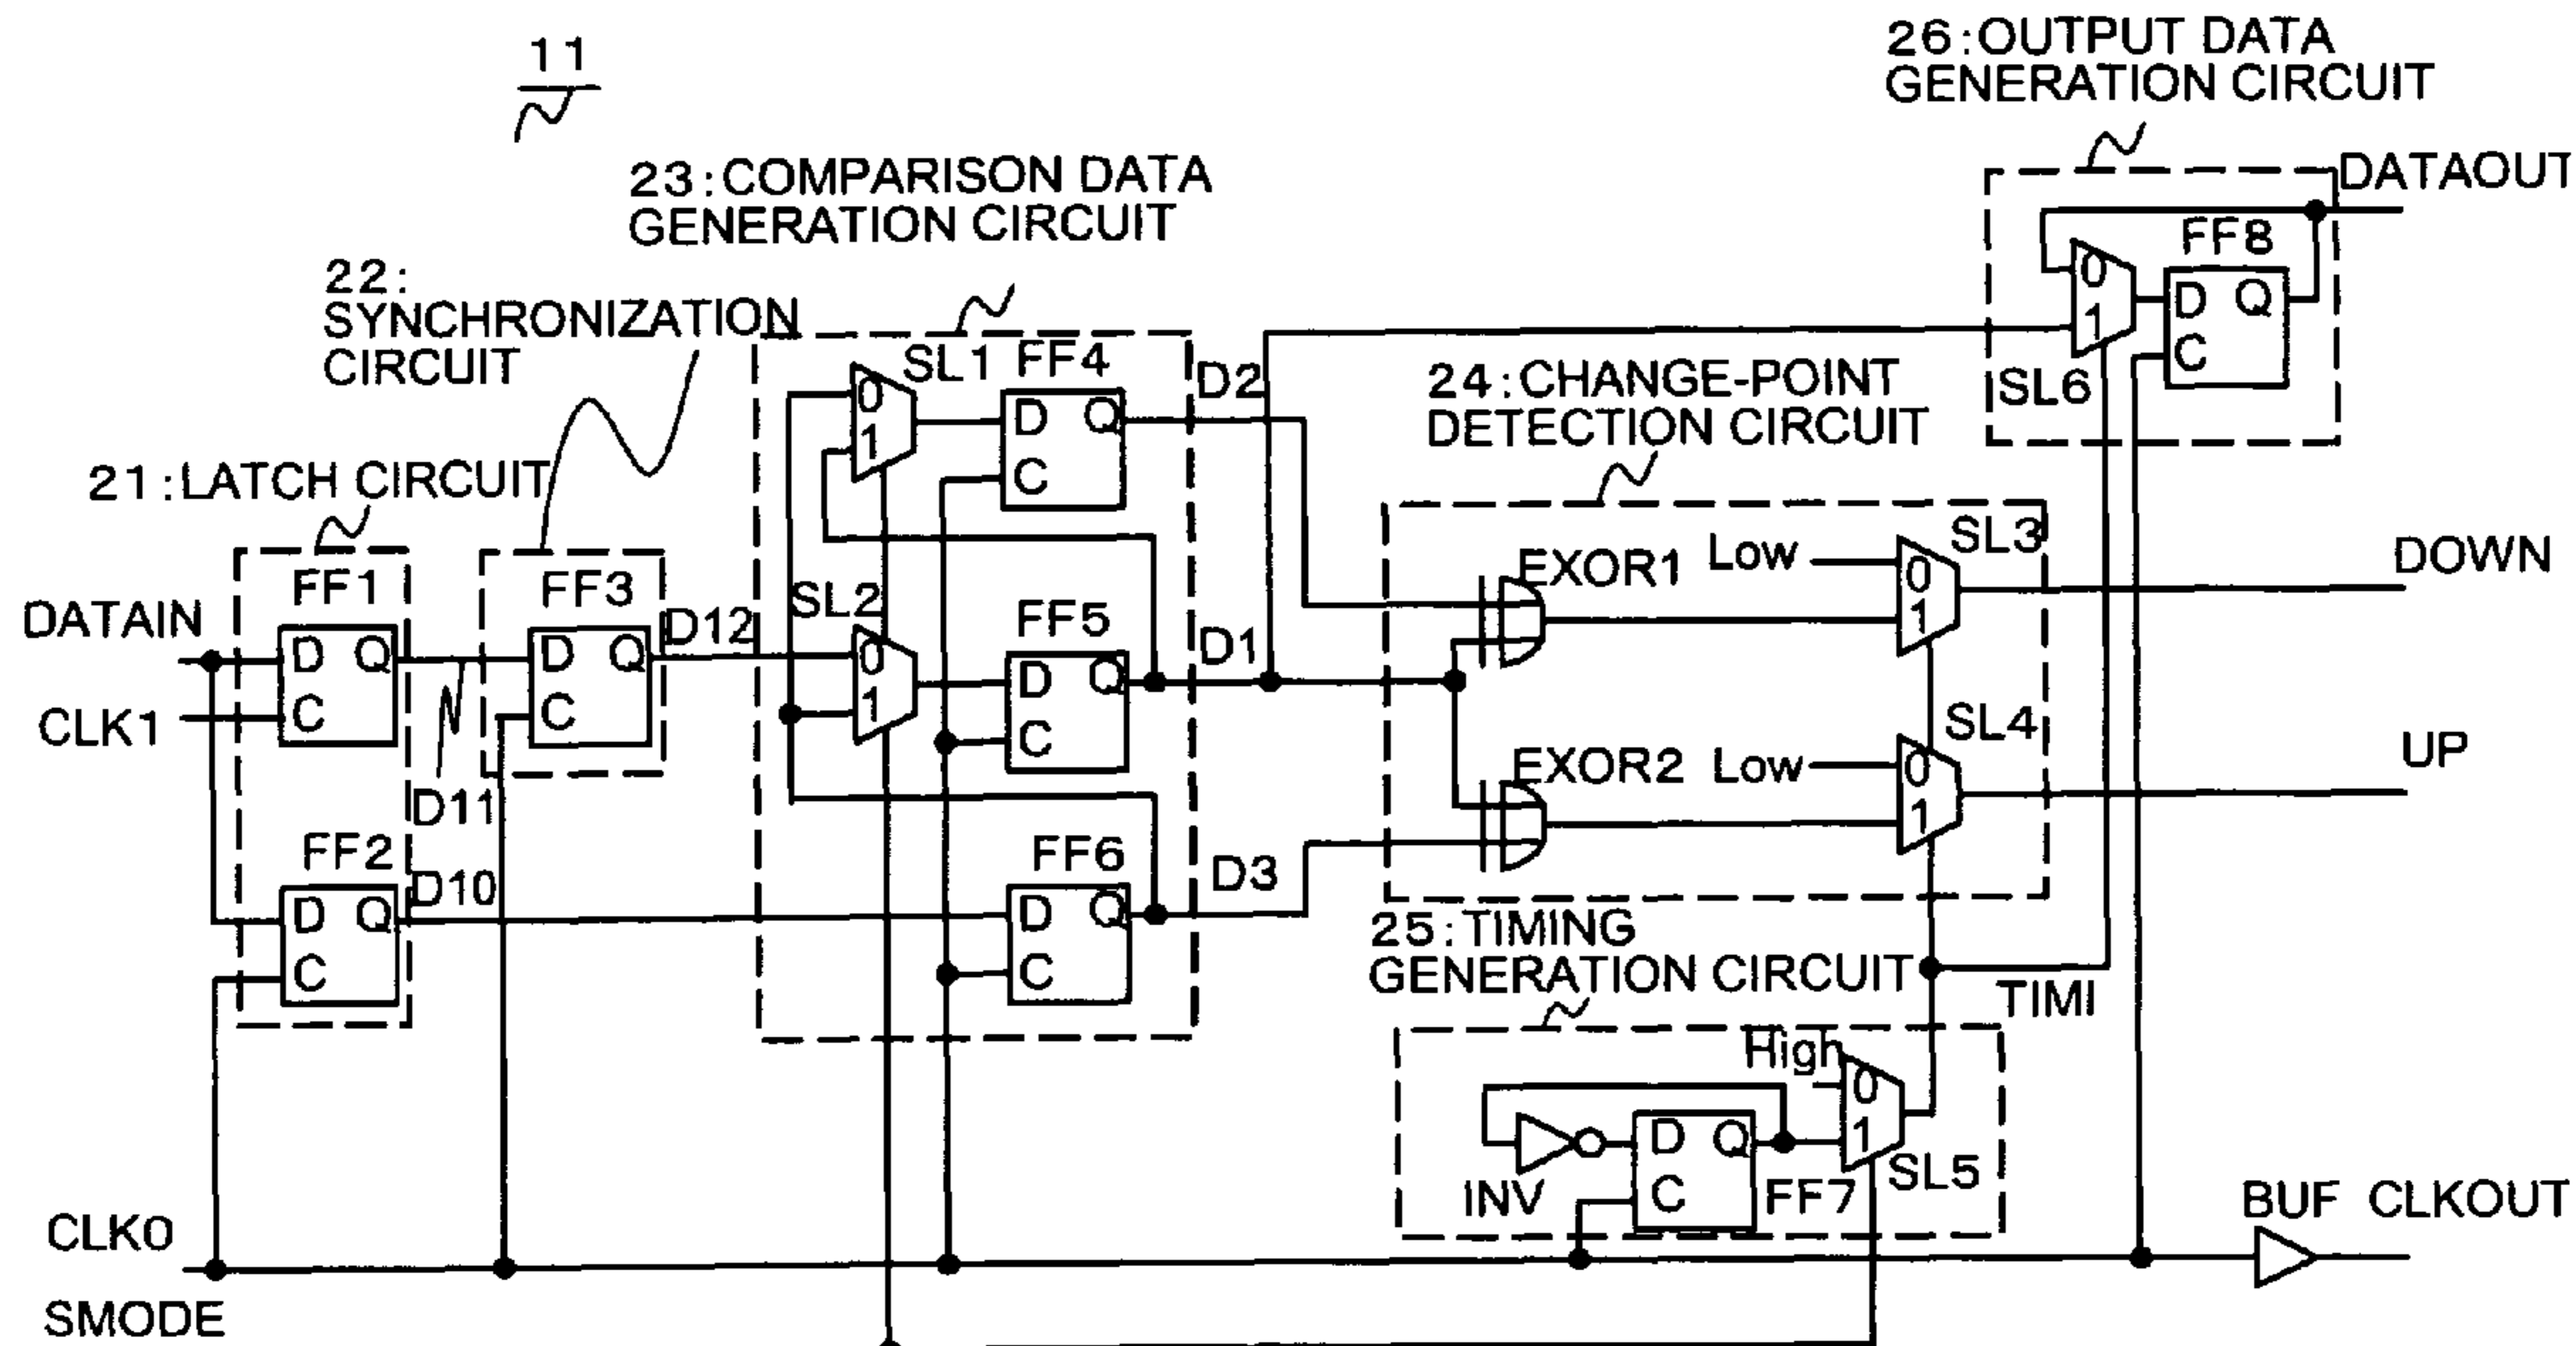 11
26:OUTPUT DATA
GENERATION CIRCUIT
DATAOUT
23:COMPARISON DATA
GENERATION CIRCUIT
22:
SYNCHRONIZATION
CIRCUIT
21:LATCH CIRCUIT
24:CHANGE-POINT
DETECTION CIRCUIT
FF8
0
1
D Q
C
SL6
SL1
0
1
FF4
D Q
C
D2
DATAIN
CLK1
FF1
D Q
C
D11
FF3
D Q
C
D12
SL2
0
1
FF5
D Q
C
D1
EXOR1
Low
SL3
0
1
DOWN
FF2
D Q
C
D10
FF6
D Q
C
D3
EXOR2
Low
SL4
0
1
UP
25:TIMING
GENERATION CIRCUIT
TIMI
High
0
1
SL5
INV
D Q
C
FF7
CLK0
BUF CLKOUT
SMODE